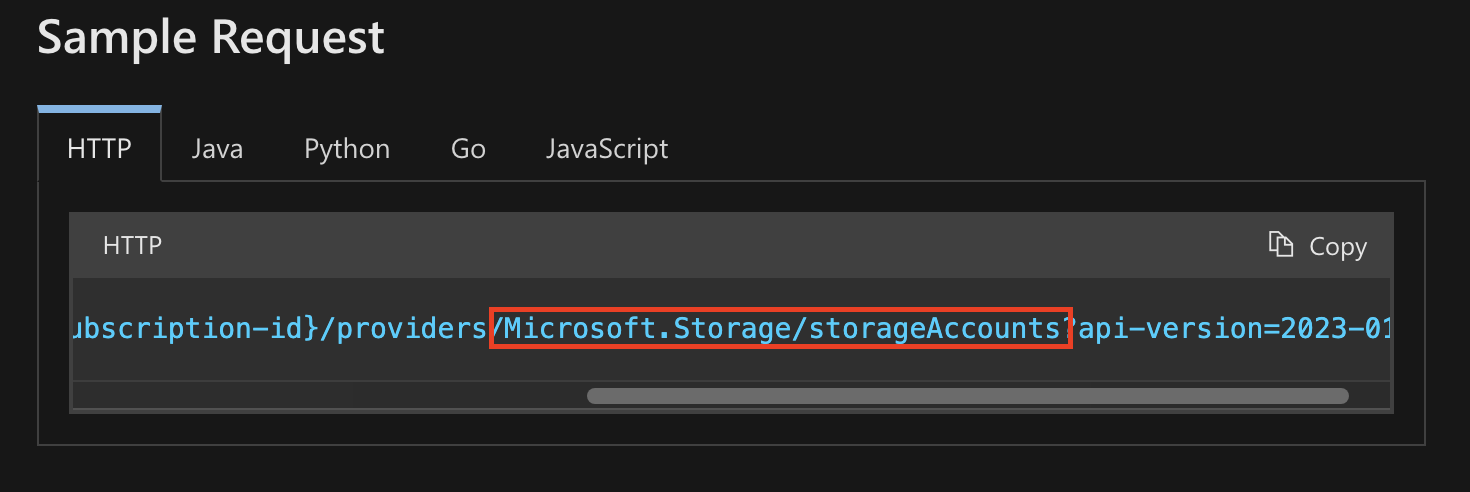 Sample Request
HTTP Java Python Go JavaScript
HTTP Copy
ubscription-id}/providers/Microsoft.Storage/storageAccounts?api-version=2023-01